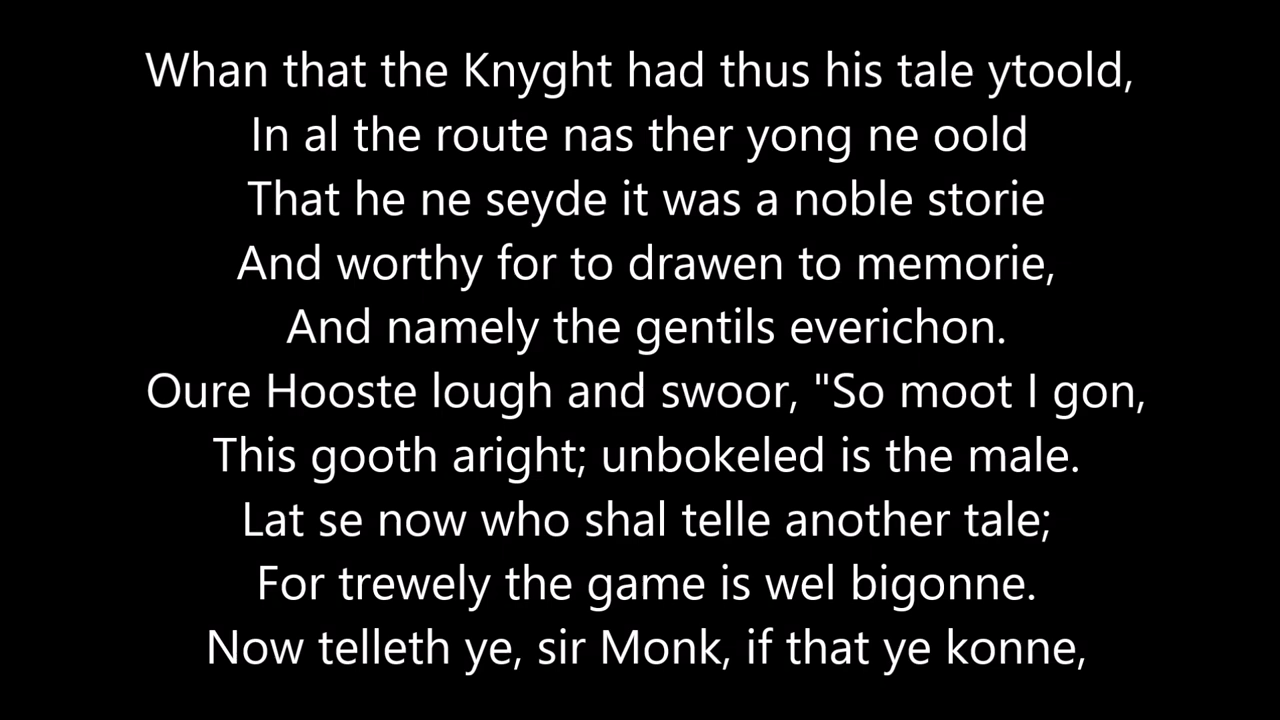 Whan that the Knyght had thus his tale ytoold,
In al the route nas ther yong ne oold
That he ne seyde it was a noble storie
And worthy for to drawen to memorie,
And namely the gentils everichon.
Oure Hooste lough and swoor, "So moot I gon,
This gooth aright; unbokeled is the male.
Lat se now who shal telle another tale;
For trewely the game is wel bigonne.
Now telleth ye, sir Monk, if that ye konne,